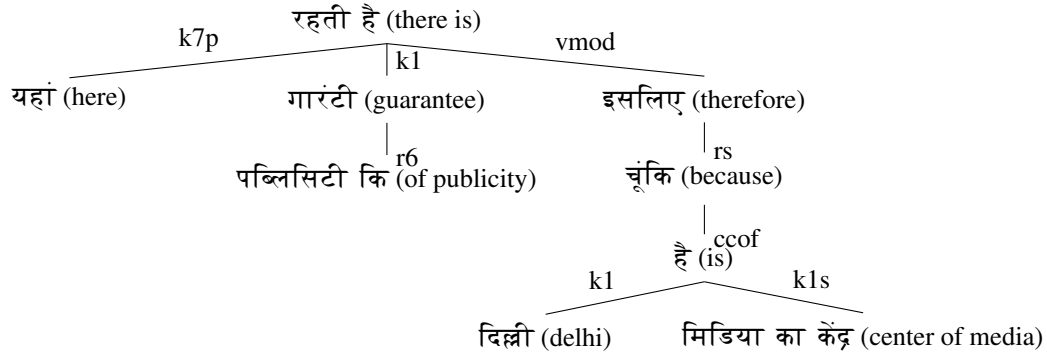 रहती है (there is)
k7p k1 vmod
यहां (here) गारंटी (guarantee) इसलिए (therefore)
r6 rs
पब्लिसिटी कि (of publicity) चूंकि (because)
ccof
है (is)
k1 k1s
दिल्ली (delhi) मिडिया का केंद्र (center of media)